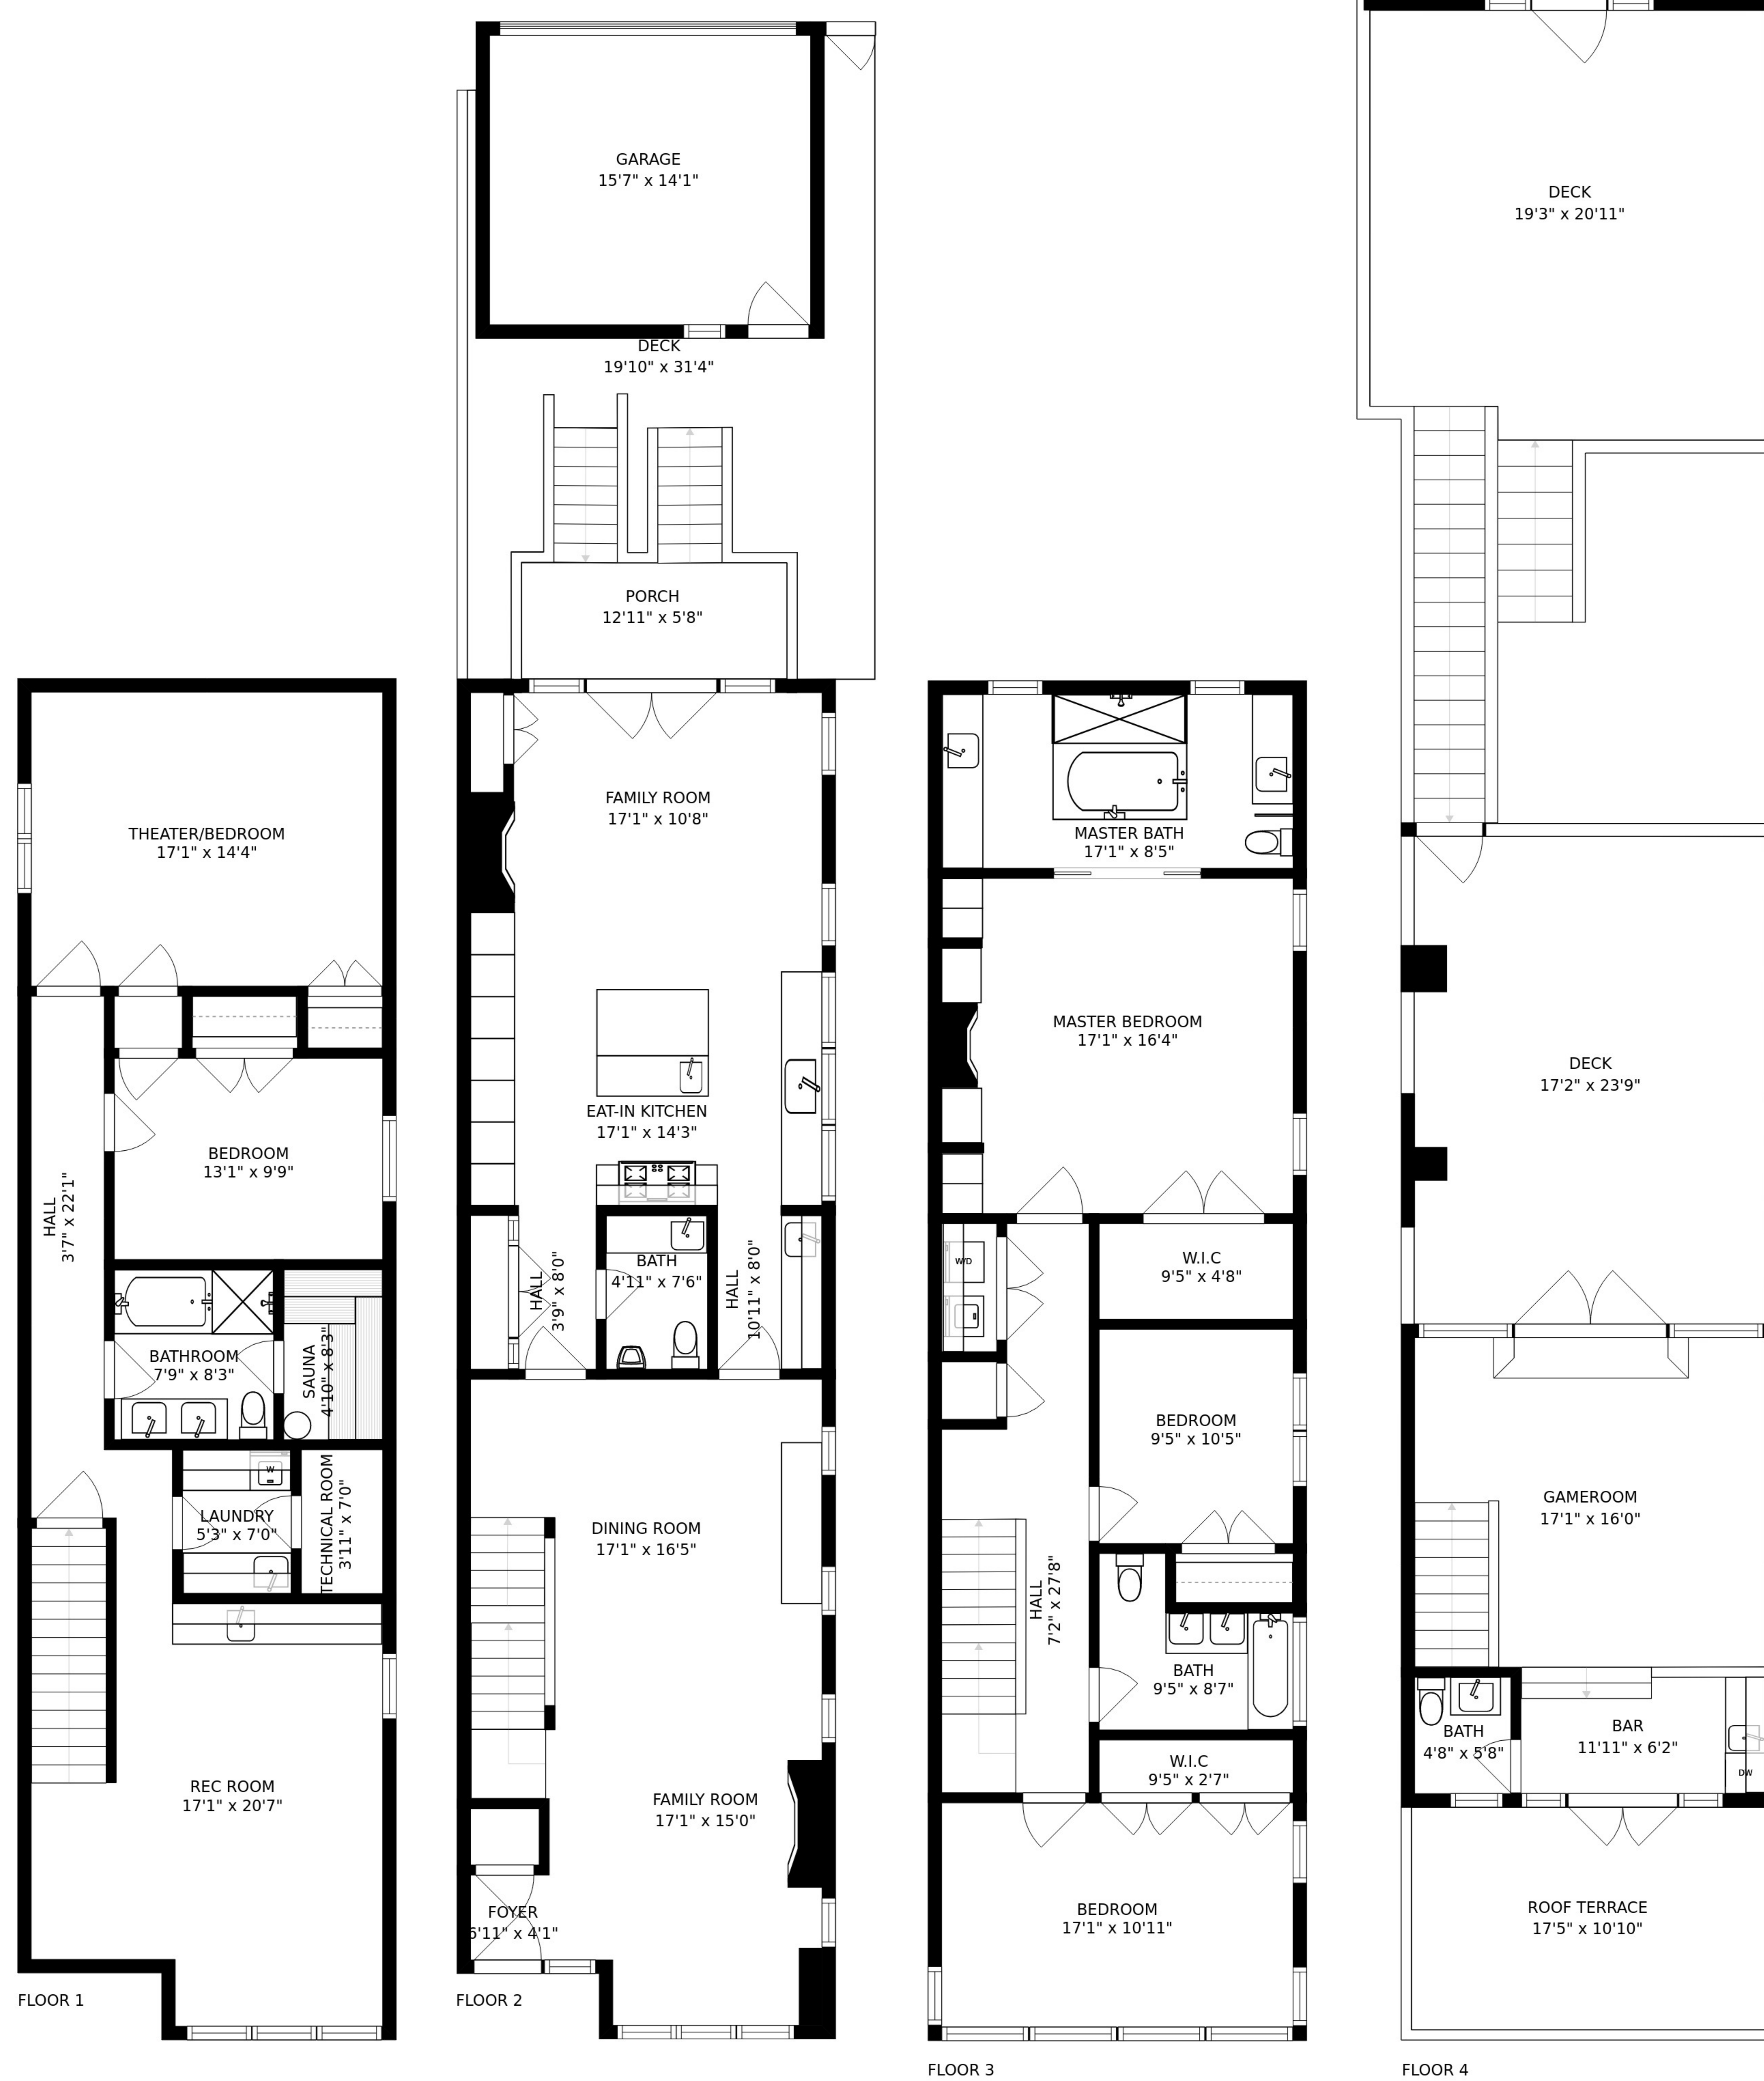 THEATER/BEDROOM
17'1" x 14'4"
HALL
3'7" x 22'1"
BEDROOM
13'1" x 9'9"
BATHROOM
7'9" x 8'3"
SAUNA
4'10" x 8'3"
W
LAUNDRY
5'3" x 7'0"
TECHNICAL ROOM
3'11" x 7'0"
REC ROOM
17'1" x 20'7"
FLOOR 1
GARAGE
15'7" x 14'1"
DECK
19'10" x 31'4"
PORCH
12'11" x 5'8"
FAMILY ROOM
17'1" x 10'8"
EAT-IN KITCHEN
17'1" x 14'3"
HALL
3'9" x 8'0"
BATH
4'11" x 7'6"
HALL
10'11" x 8'0"
DINING ROOM
17'1" x 16'5"
FAMILY ROOM
17'1" x 15'0"
FOYER
6'11" x 4'1"
FLOOR 2
MASTER BATH
17'1" x 8'5"
MASTER BEDROOM
17'1" x 16'4"
W/D
W.I.C
9'5" x 4'8"
BEDROOM
9'5" x 10'5"
HALL
7'2" x 27'8"
BATH
9'5" x 8'7"
W.I.C
9'5" x 2'7"
BEDROOM
17'1" x 10'11"
FLOOR 3
DECK
19'3" x 20'11"
DECK
17'2" x 23'9"
GAMEROOM
17'1" x 16'0"
BATH
4'8" x 5'8"
BAR
11'11" x 6'2"
DW
ROOF TERRACE
17'5" x 10'10"
FLOOR 4